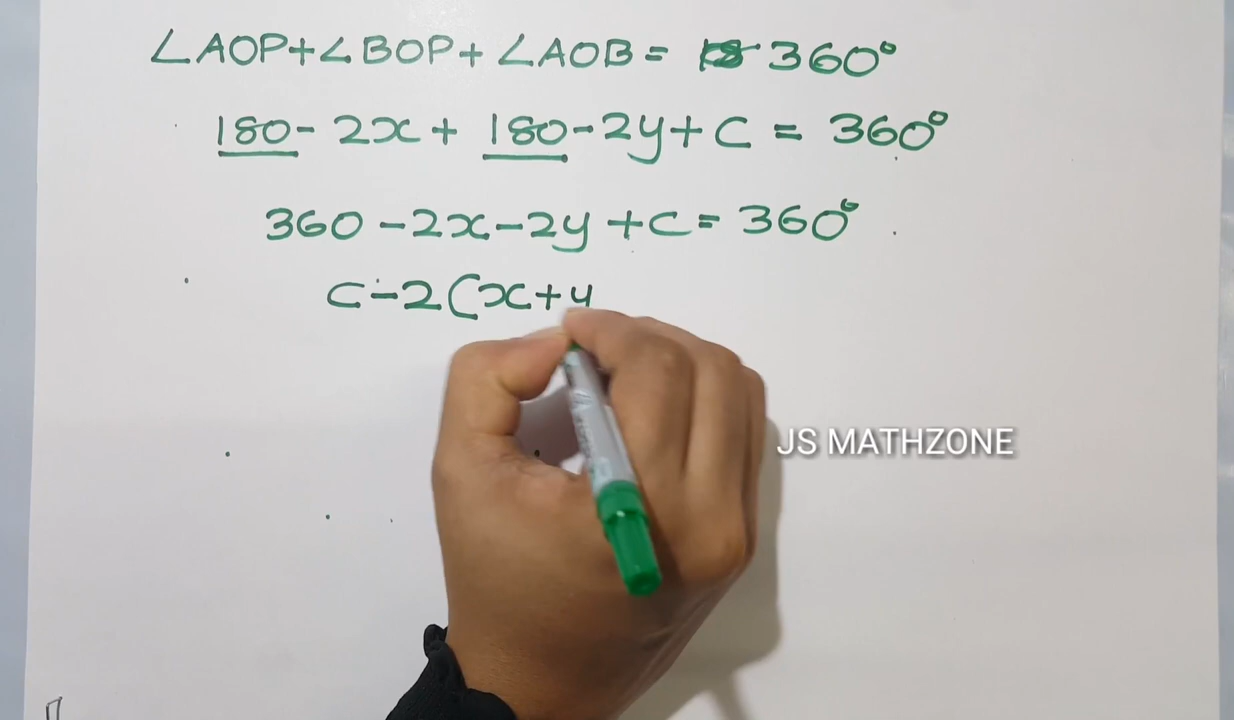 ∠AOP+∠BOP+∠AOB= 360°
180-2x+180-2y+c=360°
360-2x-2y+c=360°
c-2(x+y
JS MATHZONE